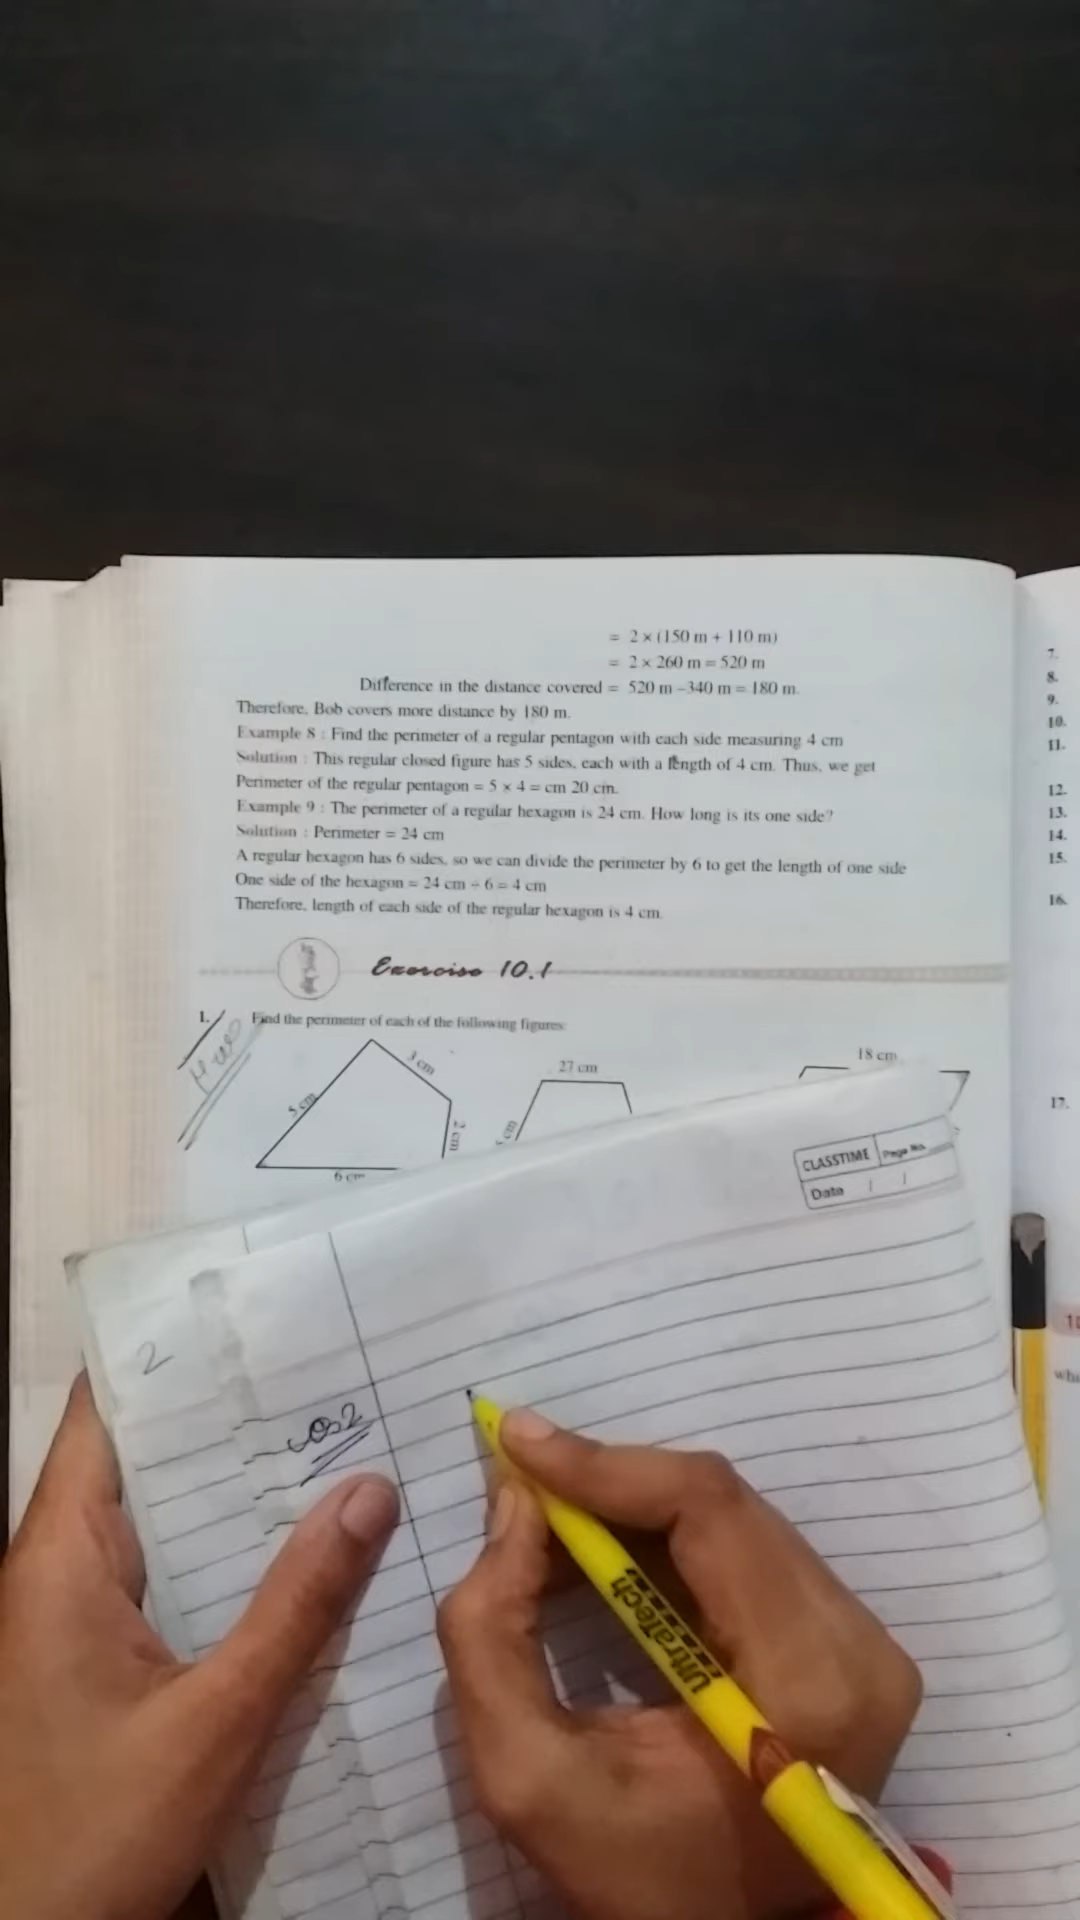 = 2 × (150 m + 110 m)
= 2 × 260 m = 520 m
Difference in the distance covered = 520 m –340 m = 180 m.
Therefore, Bob covers more distance by 180 m.
Example 8 : Find the perimeter of a regular pentagon with each side measuring 4 cm
Solution : This regular closed figure has 5 sides, each with a length of 4 cm. Thus, we get
Perimeter of the regular pentagon = 5 × 4 = cm 20 cm.
Example 9 : The perimeter of a regular hexagon is 24 cm. How long is its one side?
Solution : Perimeter = 24 cm
A regular hexagon has 6 sides, so we can divide the perimeter by 6 to get the length of one side
One side of the hexagon = 24 cm ÷ 6 = 4 cm
Therefore, length of each side of the regular hexagon is 4 cm.
Exercise 10.1
1. Find the perimeter of each of the following figures:
H.W
5 cm
3 cm
2 cm
6 cm
27 cm
cm
18 cm
7.
8.
9.
10.
11.
12.
13.
14.
15.
16.
17.
CLASSTIME Page No.
Date
2
UltraTech